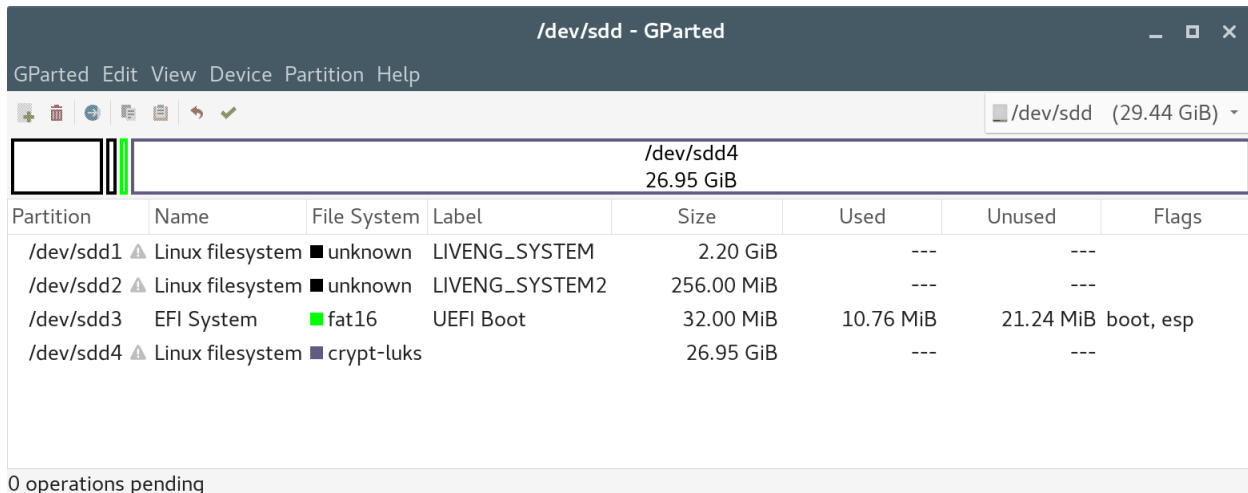 /dev/sdd - GParted
GParted Edit View Device Partition Help
/dev/sdd (29.44 GiB)
/dev/sdd4
26.95 GiB
Partition Name File System Label Size Used Unused Flags
/dev/sdd1 Linux filesystem unknown LIVENG_SYSTEM 2.20 GiB --- ---
/dev/sdd2 Linux filesystem unknown LIVENG_SYSTEM2 256.00 MiB --- ---
/dev/sdd3 EFI System fat16 UEFI Boot 32.00 MiB 10.76 MiB 21.24 MiB boot, esp
/dev/sdd4 Linux filesystem crypt-luks 26.95 GiB --- ---
0 operations pending